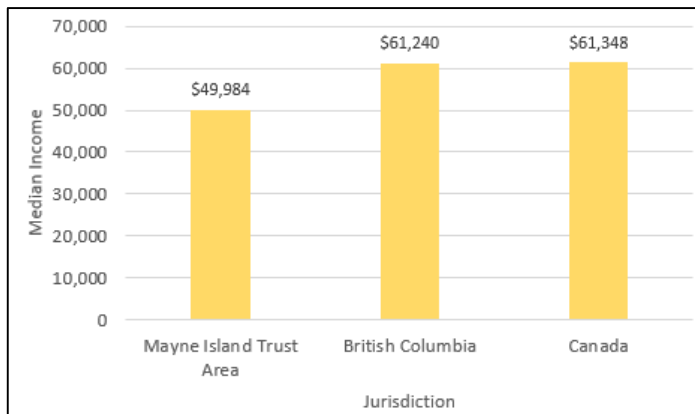 70,000
60,000
50,000
40,000
30,000
20,000
10,000
0
Median Income
$49,984
$61,240
$61,348
Mayne Island Trust
Area
British Columbia
Canada
Jurisdiction